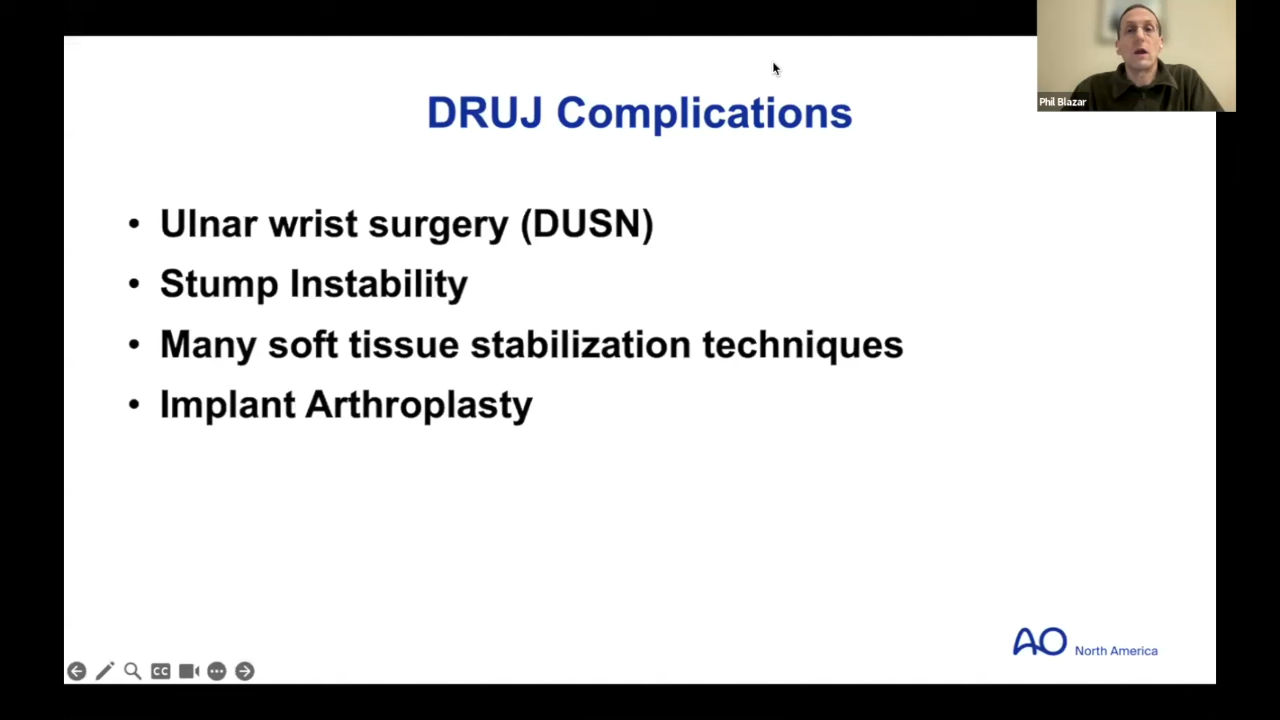 DRUJ Complications
Phil Blazar
• Ulnar wrist surgery (DUSN)
• Stump Instability
• Many soft tissue stabilization techniques
• Implant Arthroplasty
AO North America
CC